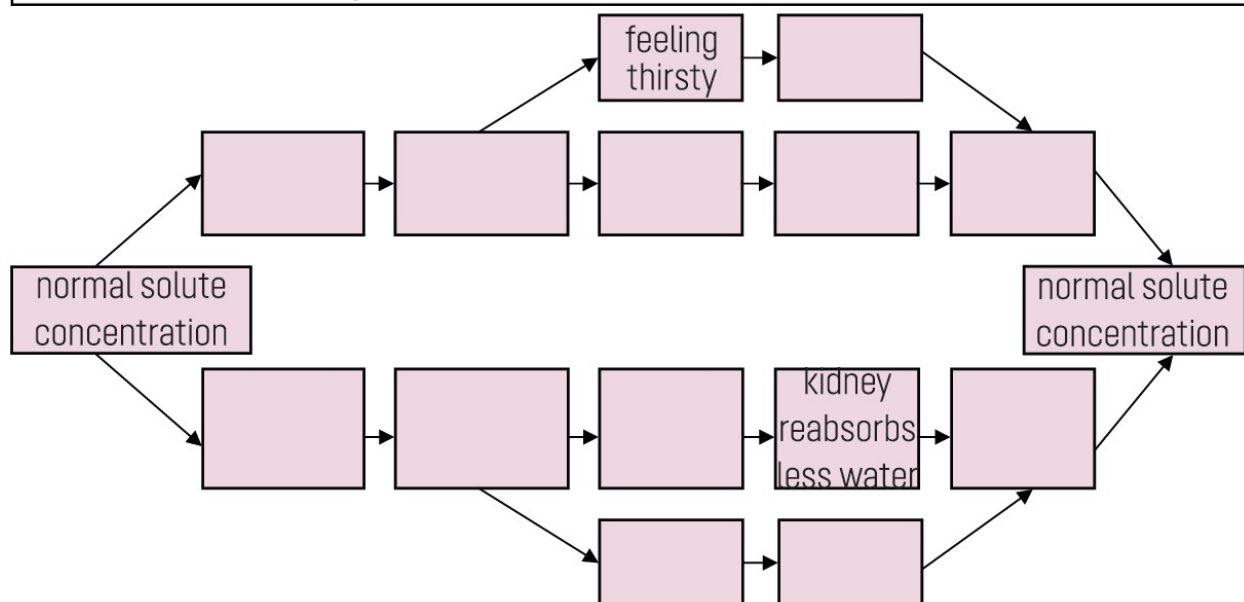 feeling
thirsty
normal solute
concentration
normal solute
concentration
kidney
reabsorbs
less water